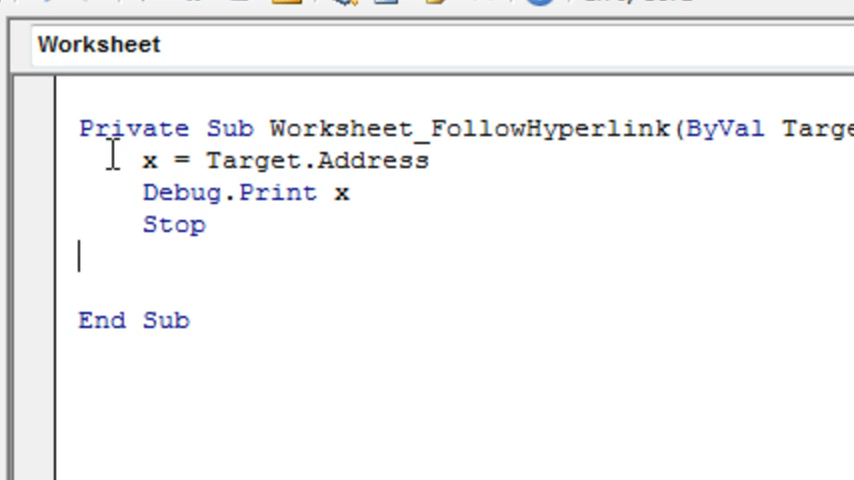 Worksheet
Private Sub Worksheet_FollowHyperlink(ByVal Targe
x = Target.Address
Debug.Print x
Stop
End Sub